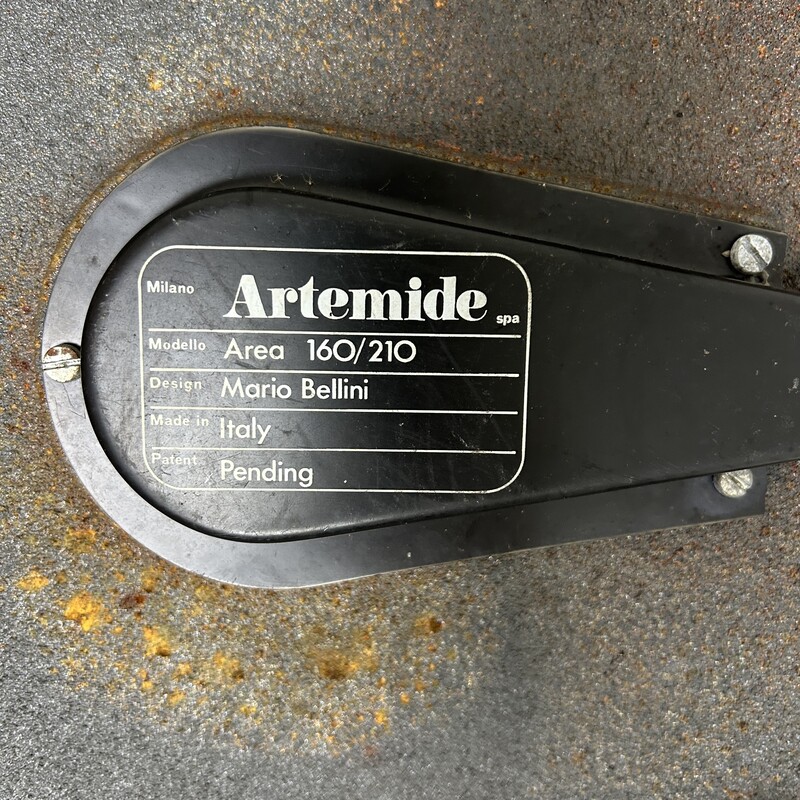 Milano Artemide spa
Modello Area 160/210
Design Mario Bellini
Made in Italy
Patent Pending